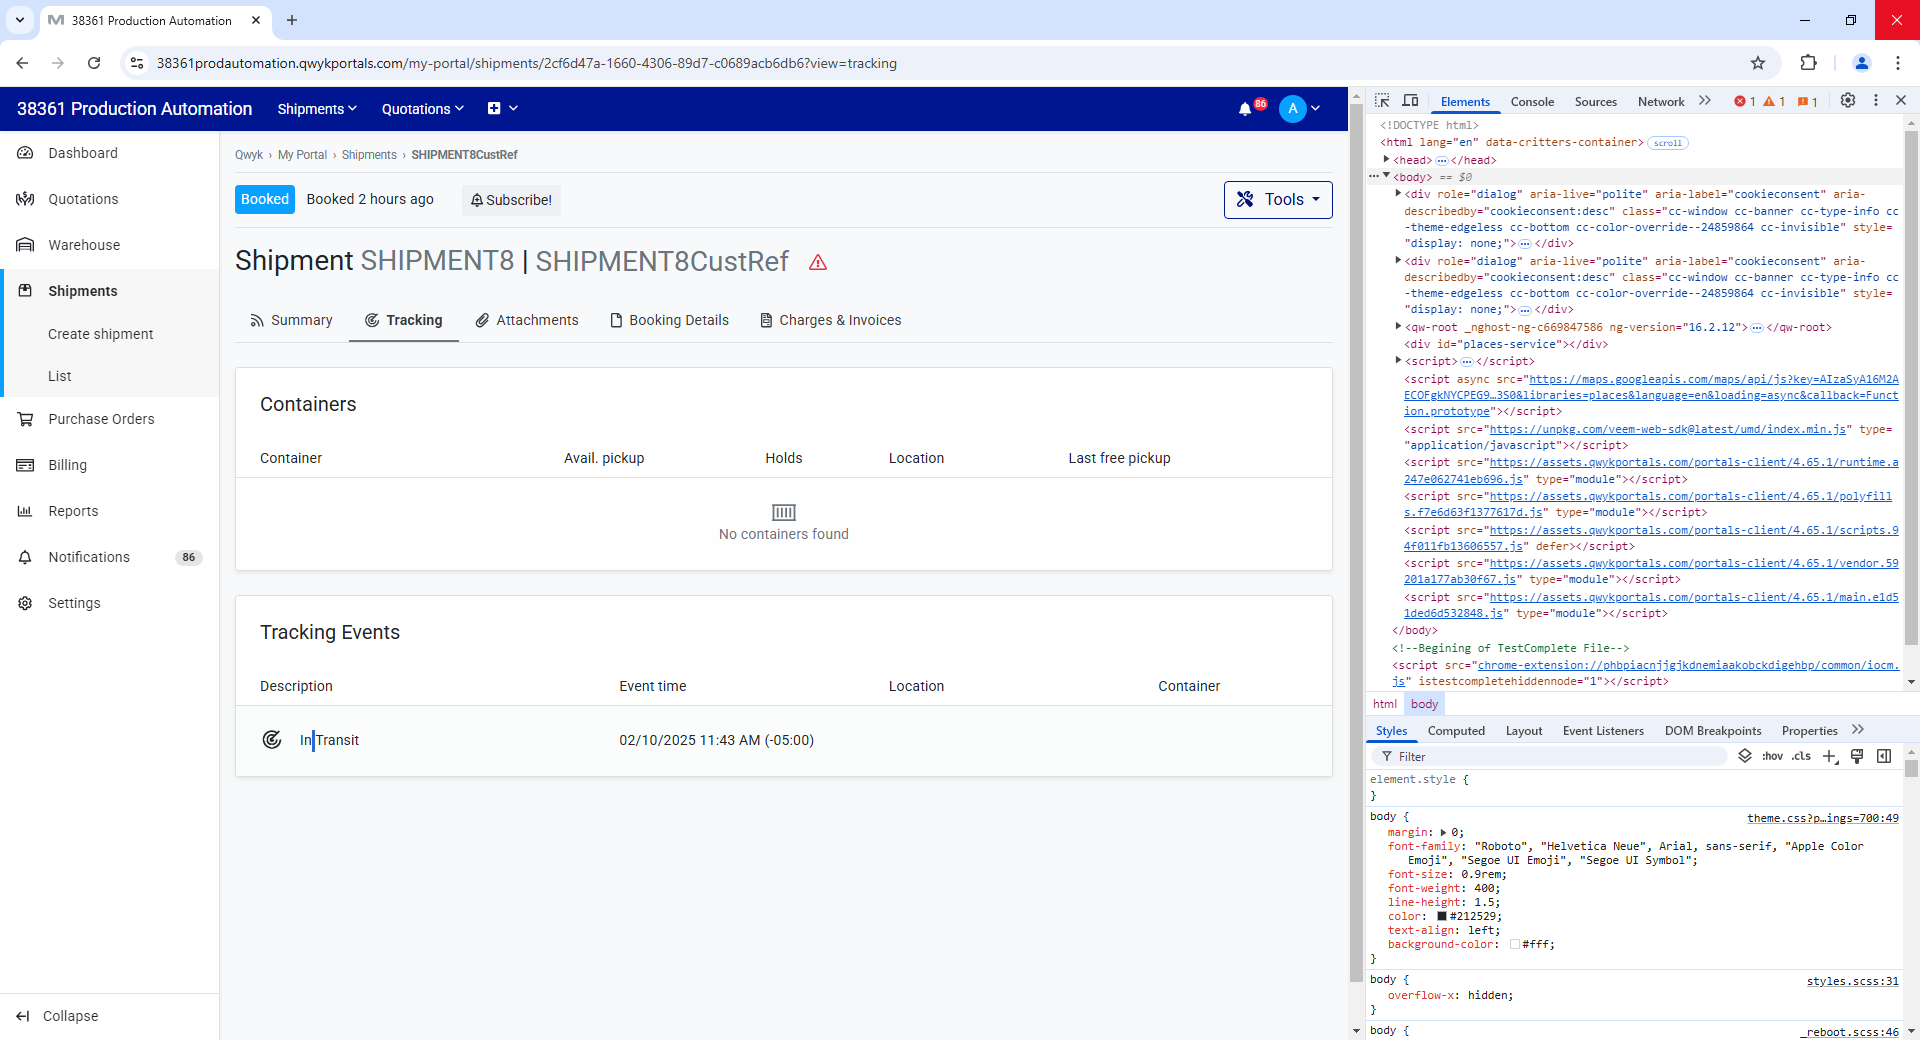 38361 Production Automation
38361prodautomation.qwykportals.com/my-portal/shipments/2cf6d47a-1660-4306-89d7-c0689acb6db6?view=tracking
38361 Production Automation
Shipments
Quotations
86
A
Dashboard
Quotations
Warehouse
Shipments
Create shipment
List
Purchase Orders
Billing
Reports
Notifications 86
Settings
Collapse
Qwyk › My Portal › Shipments › SHIPMENT8CustRef
Booked Booked 2 hours ago Subscribe!
Tools
Shipment SHIPMENT8 | SHIPMENT8CustRef
Summary Tracking Attachments Booking Details Charges & Invoices
Containers
Container Avail. pickup Holds Location Last free pickup
No containers found
Tracking Events
Description Event time Location Container
In Transit 02/10/2025 11:43 AM (-05:00)
Elements Console Sources Network 1 1 1
<!DOCTYPE html>
<html lang="en" data-critters-container> scroll
<head>…</head>
<body> == $0
<div role="dialog" aria-live="polite" aria-label="cookieconsent" aria-
describedby="cookieconsent:desc" class="cc-window cc-banner cc-type-info cc
-theme-edgeless cc-bottom cc-color-override--24859864 cc-invisible" style=
"display: none;">…</div>
<div role="dialog" aria-live="polite" aria-label="cookieconsent" aria-
describedby="cookieconsent:desc" class="cc-window cc-banner cc-type-info cc
-theme-edgeless cc-bottom cc-color-override--24859864 cc-invisible" style=
"display: none;">…</div>
<qw-root _nghost-ng-c669847586 ng-version="16.2.12">…</qw-root>
<div id="places-service"></div>
<script>…</script>
<script async src="https://maps.googleapis.com/maps/api/js?key=AIzaSyA16M2A
ECOFgkNYCPEG9…3S0&libraries=places&language=en&loading=async&callback=Funct
ion.prototype"></script>
<script src="https://unpkg.com/veem-web-sdk@latest/umd/index.min.js" type=
"application/javascript"></script>
<script src="https://assets.qwykportals.com/portals-client/4.65.1/runtime.a
247e062741eb696.js" type="module"></script>
<script src="https://assets.qwykportals.com/portals-client/4.65.1/polyfill
s.f7e6d63f1377617d.js" type="module"></script>
<script src="https://assets.qwykportals.com/portals-client/4.65.1/scripts.9
4f011fb13606557.js" defer></script>
<script src="https://assets.qwykportals.com/portals-client/4.65.1/vendor.59
201a177ab30f67.js" type="module"></script>
<script src="https://assets.qwykportals.com/portals-client/4.65.1/main.e1d5
1ded6d532848.js" type="module"></script>
</body>
<!--Begining of TestComplete File-->
<script src="chrome-extension://phbpiacnjjgjkdnemiaakobckdigehbp/common/iocm.
js" istestcompletehiddennode="1"></script>
html body
Styles Computed Layout Event Listeners DOM Breakpoints Properties
Filter :hov .cls
element.style {
}
body { theme.css?p…ings=700:49
margin: 0;
font-family: "Roboto", "Helvetica Neue", Arial, sans-serif, "Apple Color
Emoji", "Segoe UI Emoji", "Segoe UI Symbol";
font-size: 0.9rem;
font-weight: 400;
line-height: 1.5;
color: #212529;
text-align: left;
background-color: #fff;
}
body { styles.scss:31
overflow-x: hidden;
}
body { _reboot.scss:46